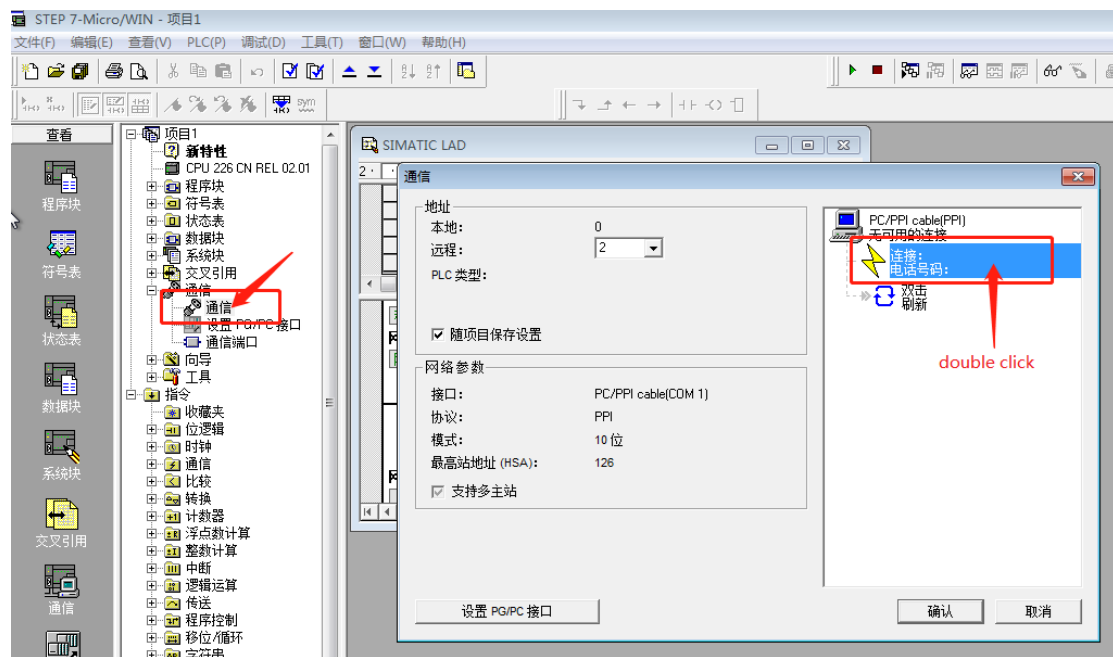 STEP 7-Micro/WIN - 项目1
文件(F) 编辑(E) 查看(V) PLC(P) 调试(D) 工具(T) 窗口(W) 帮助(H)
sym
查看
程序块
符号表
状态表
数据块
系统块
交叉引用
通信
项目1
新特性
CPU 226 CN REL 02.01
程序块
符号表
状态表
数据块
系统块
交叉引用
通信
通信
设置 PG/PC 接口
通信端口
向导
工具
指令
收藏夹
位逻辑
时钟
通信
比较
转换
计数器
浮点数计算
整数计算
中断
逻辑运算
传送
程序控制
移位/循环
字符串
SIMATIC LAD
通信
地址
本地: 0
远程: 2
PLC 类型:
随项目保存设置
网络参数
接口: PC/PPI cable(COM 1)
协议: PPI
模式: 10 位
最高站地址 (HSA): 126
支持多主站
设置 PG/PC 接口
PC/PPI cable(PPI)
无可用的连接
连接:
电话号码:
双击
刷新
double click
确认 取消